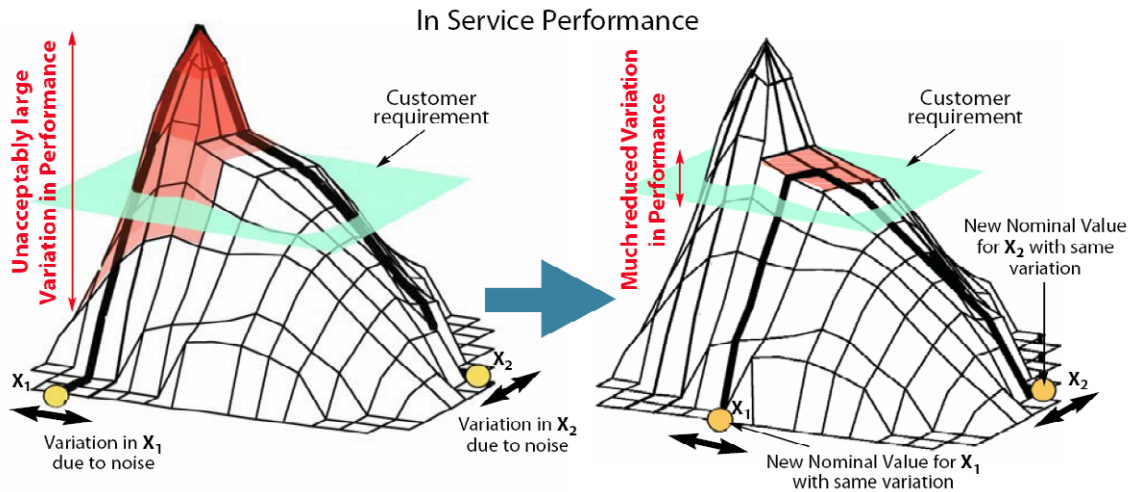 In Service Performance
Unacceptably large
Variation in Performance
Customer
requirement
X1
X2
Variation in X1
due to noise
Variation in X2
due to noise
Much reduced Variation
in Performance
Customer
requirement
New Nominal Value
for X2 with same
variation
X1
X2
New Nominal Value for X1
with same variation